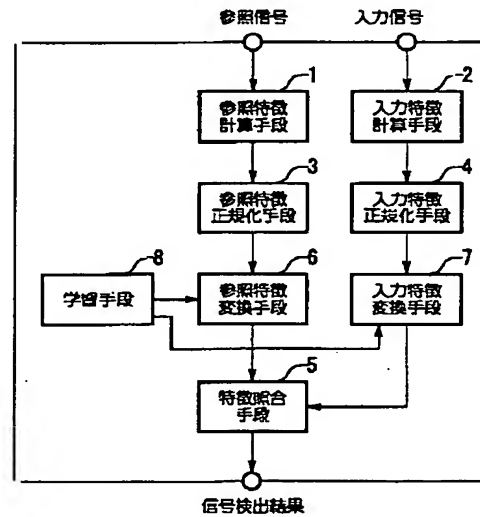 参照信号
入力信号
1
参照特徴
計算手段
2
入力特徴
計算手段
3
参照特徴
正規化手段
4
入力特徴
正規化手段
8
学習手段
6
参照特徴
変換手段
7
入力特徴
変換手段
5
特徴照合
手段
信号検出結果